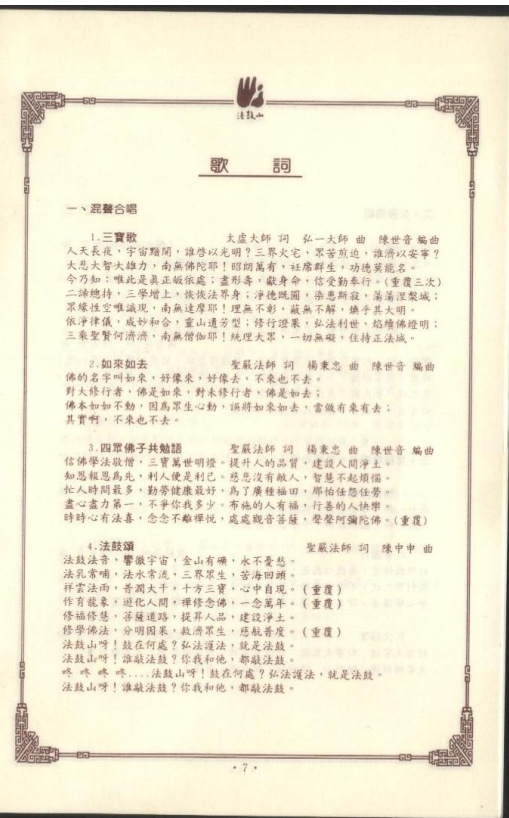 法鼓山
歌 詞
一、混聲合唱
1.三寶歌 太虛大師 詞 弘一大師 曲 陳世音 編曲
人天長夜，宇宙黮闇，誰啓以光明？三界火宅，眾苦煎迫，誰濟以安寧？
大悲大智大雄力，南無佛陀耶！昭朗萬有，衽席群生，功德莫能名。
今乃知：唯此是真正皈依處；盡形壽，獻身命，信受勤奉行。(重覆三次)
二諦總持，三學增上，恢恢法界身；淨德既圓，染患斯寂，蕩蕩涅槃城；
眾緣性空唯識現，南無達摩耶！理無不彰，蔽無不解，煥乎其大明。
依淨律儀，成妙和合，靈山遺芳型；修行證果，弘法利世，焰續佛燈明；
三乘聖賢何濟濟，南無僧伽耶！統理大眾，一切無礙，住持正法城。
2.如來如去 聖嚴法師 詞 楊秉忠 曲 陳世音 編曲
佛的名字叫如來，好像來，好像去，不來也不去。
對大修行者，佛是如來，對未修行者，佛是如去；
佛本如如不動，因為眾生心動，誤將如來如去，當做有來有去；
其實啊，不來也不去。
3.四眾佛子共勉語 聖嚴法師 詞 楊秉忠 曲 陳世音 編曲
信佛學法敬僧，三寶萬世明燈。提升人的品質，建設人間淨土。
知恩報恩為先，利人便是利己。慈悲沒有敵人，智慧不起煩惱。
忙人時間最多，勤勞健康最好，為了廣種福田，那怕任怨任勞。
盡心盡力第一，不爭你我多少。布施的人有福，行善的人快樂。
時時心有法喜，念念不離禪悅，處處觀音菩薩，聲聲阿彌陀佛。(重覆)
4.法鼓頌 聖嚴法師 詞 陳中申 曲
法鼓法音，響徹宇宙，金山有礦，永不憂愁。
法乳常哺，法水常流，三界眾生，苦海回頭。
祥雲法雨，普潤大千，十方三寶，心中自現。(重覆)
作育龍象，遊化人間，禪修念佛，一念萬年。(重覆)
修福修慧，菩薩道路，提昇人品，建設淨土。
修學佛法，分明因果，救濟眾生，慈航普度。(重覆)
法鼓山呀！鼓在何處？弘法護法，就是法鼓。
法鼓山呀！誰敲法鼓？你我和他，都敲法鼓。
咚 咚 咚 咚....法鼓山呀！鼓在何處？弘法護法，就是法鼓。
法鼓山呀！誰敲法鼓？你我和他，都敲法鼓。
·7·